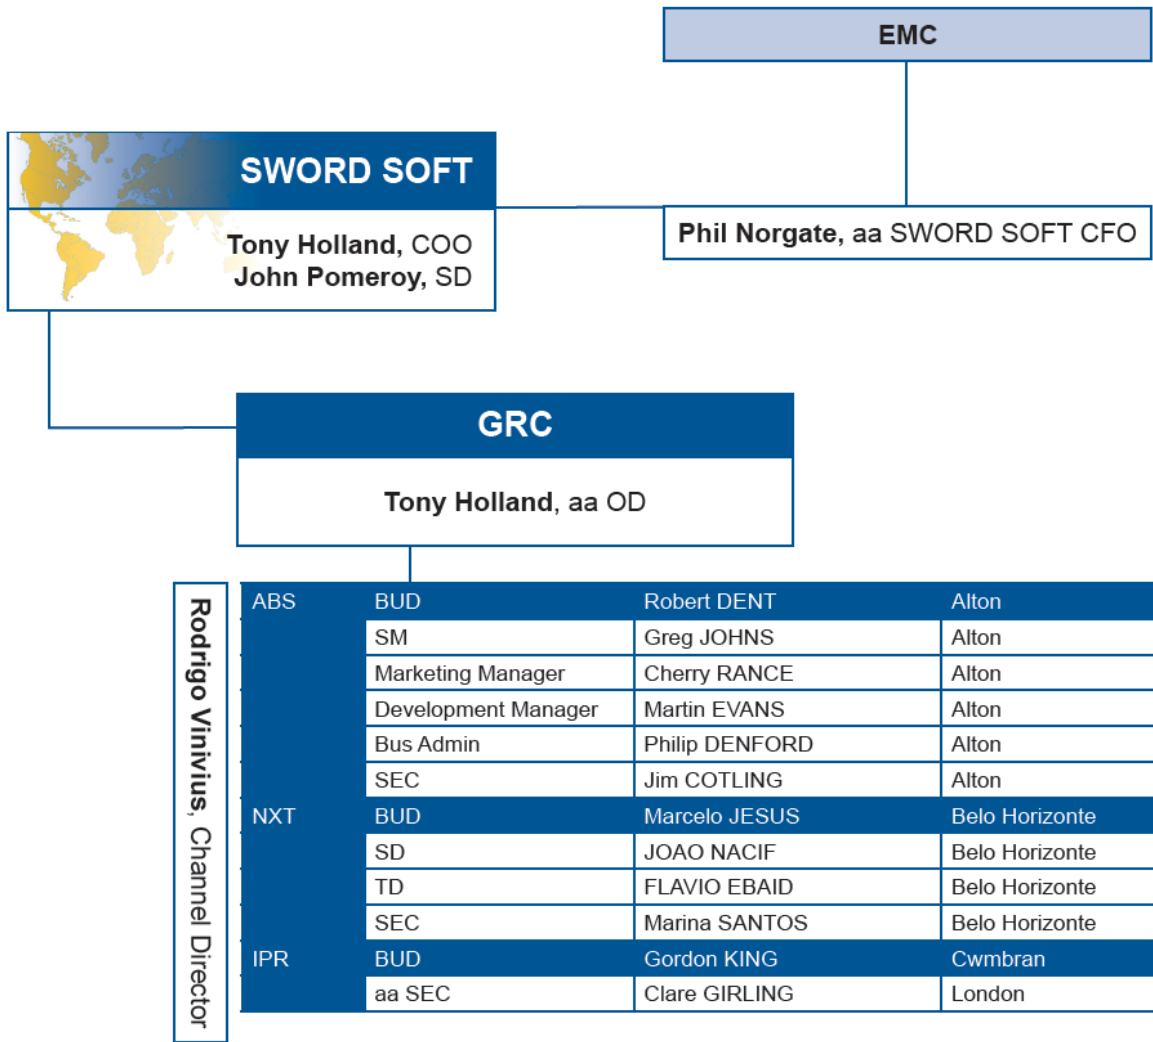 EMC
SWORD SOFT
Tony Holland, COO
John Pomeroy, SD
Phil Norgate, aa SWORD SOFT CFO
GRC
Tony Holland, aa OD
Rodrigo Vinivius, Channel Director
ABS BUD Robert DENT Alton
SM Greg JOHNS Alton
Marketing Manager Cherry RANCE Alton
Development Manager Martin EVANS Alton
Bus Admin Philip DENFORD Alton
SEC Jim COTLING Alton
NXT BUD Marcelo JESUS Belo Horizonte
SD JOAO NACIF Belo Horizonte
TD FLAVIO EBAID Belo Horizonte
SEC Marina SANTOS Belo Horizonte
IPR BUD Gordon KING Cwmbran
aa SEC Clare GIRLING London